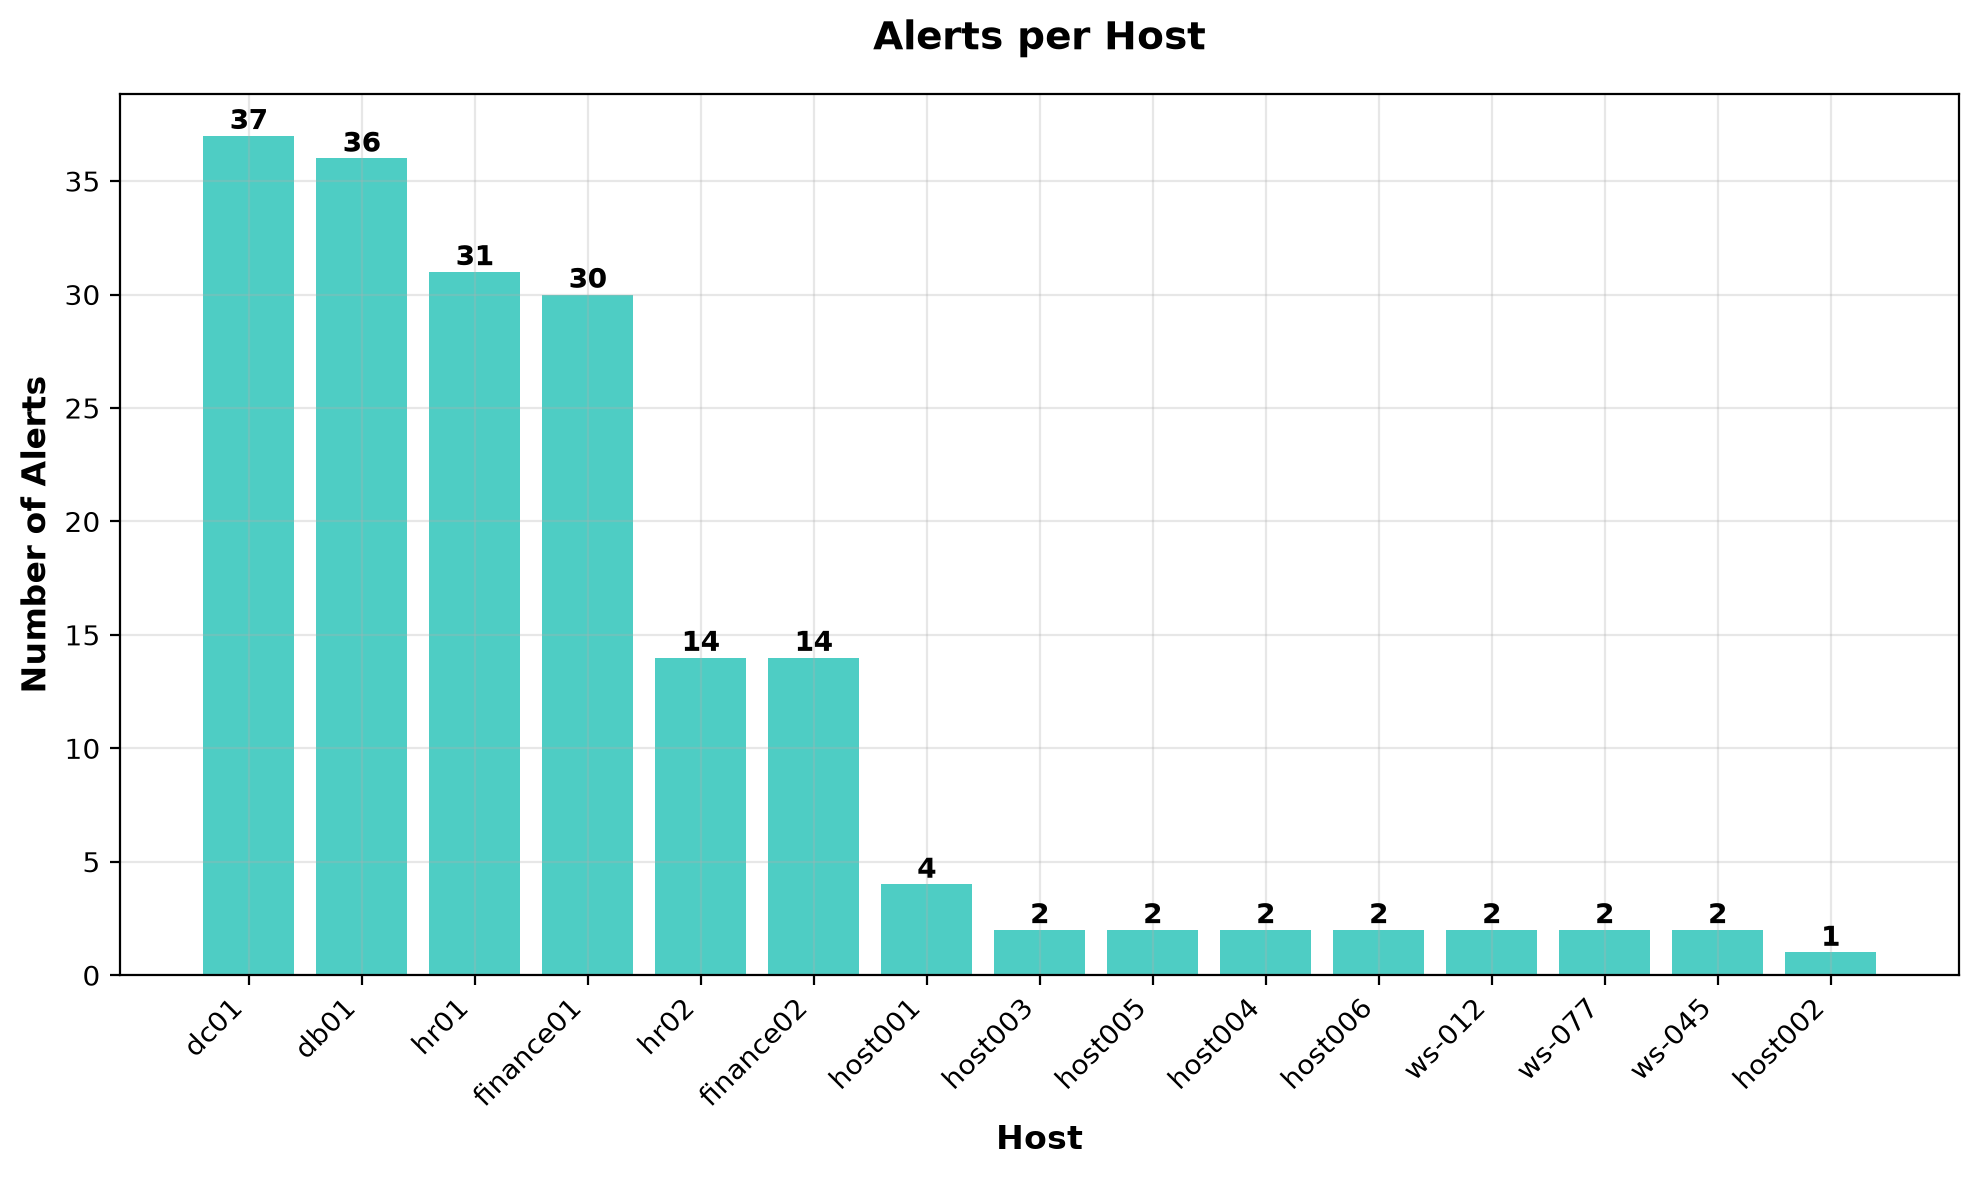 Alerts per Host
Number of Alerts
35
30
25
20
15
10
5
0
37
36
31
30
14
14
4
2
2
2
2
2
2
2
1
dc01
db01
hr01
finance01
hr02
finance02
host001
host003
host005
host004
host006
ws-012
ws-077
ws-045
host002
Host